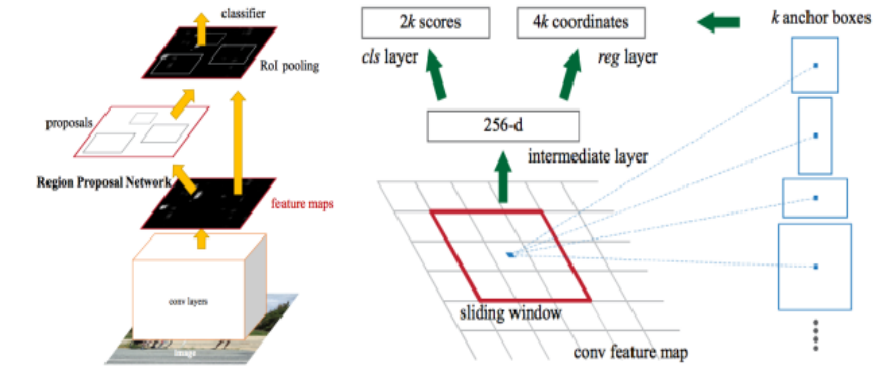 classifier
RoI pooling
proposals
Region Proposal Network
feature maps
conv layers
image
2k scores
4k coordinates
k anchor boxes
cls layer
reg layer
256-d
intermediate layer
sliding window
conv feature map